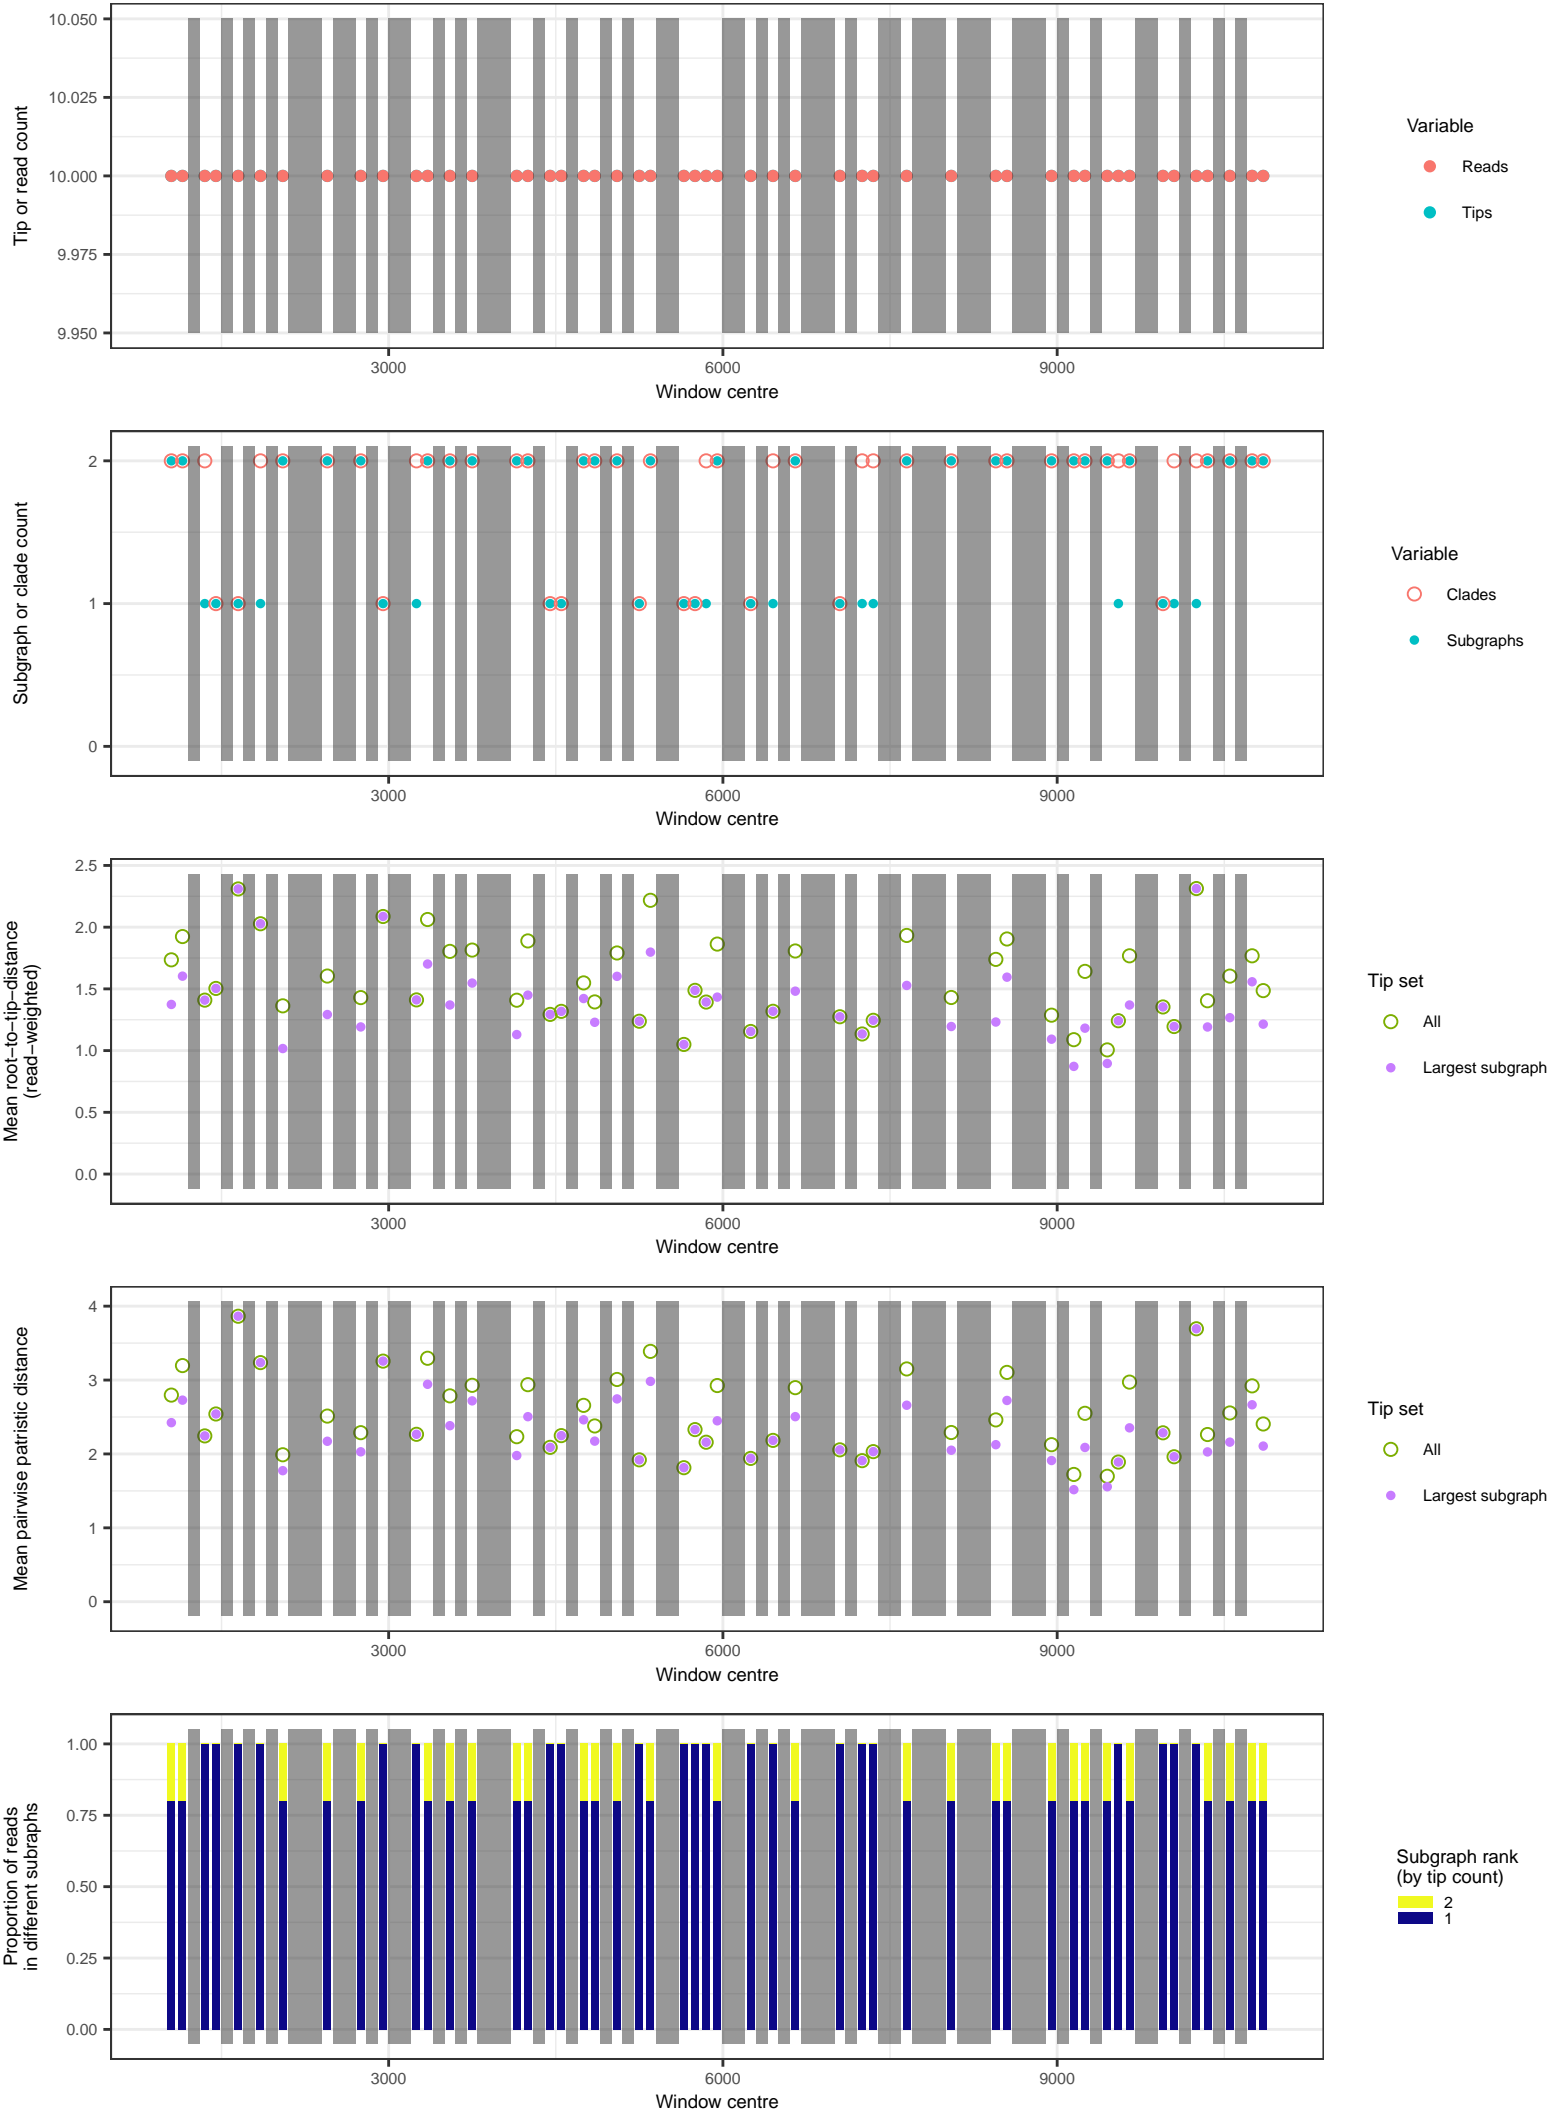 Tip or read count
10.050
10.025
10.000
9.975
9.950
3000
6000
9000
Window centre
Variable
Reads
Tips
Subgraph or clade count
2
1
0
3000
6000
9000
Window centre
Variable
Clades
Subgraphs
Mean root−to−tip−distance
(read−weighted)
2.5
2.0
1.5
1.0
0.5
0.0
3000
6000
9000
Window centre
Tip set
All
Largest subgraph
Mean pairwise patristic distance
4
3
2
1
0
3000
6000
9000
Window centre
Tip set
All
Largest subgraph
Proportion of reads
in different subraphs
1.00
0.75
0.50
0.25
0.00
3000
6000
9000
Window centre
Subgraph rank
(by tip count)
2
1